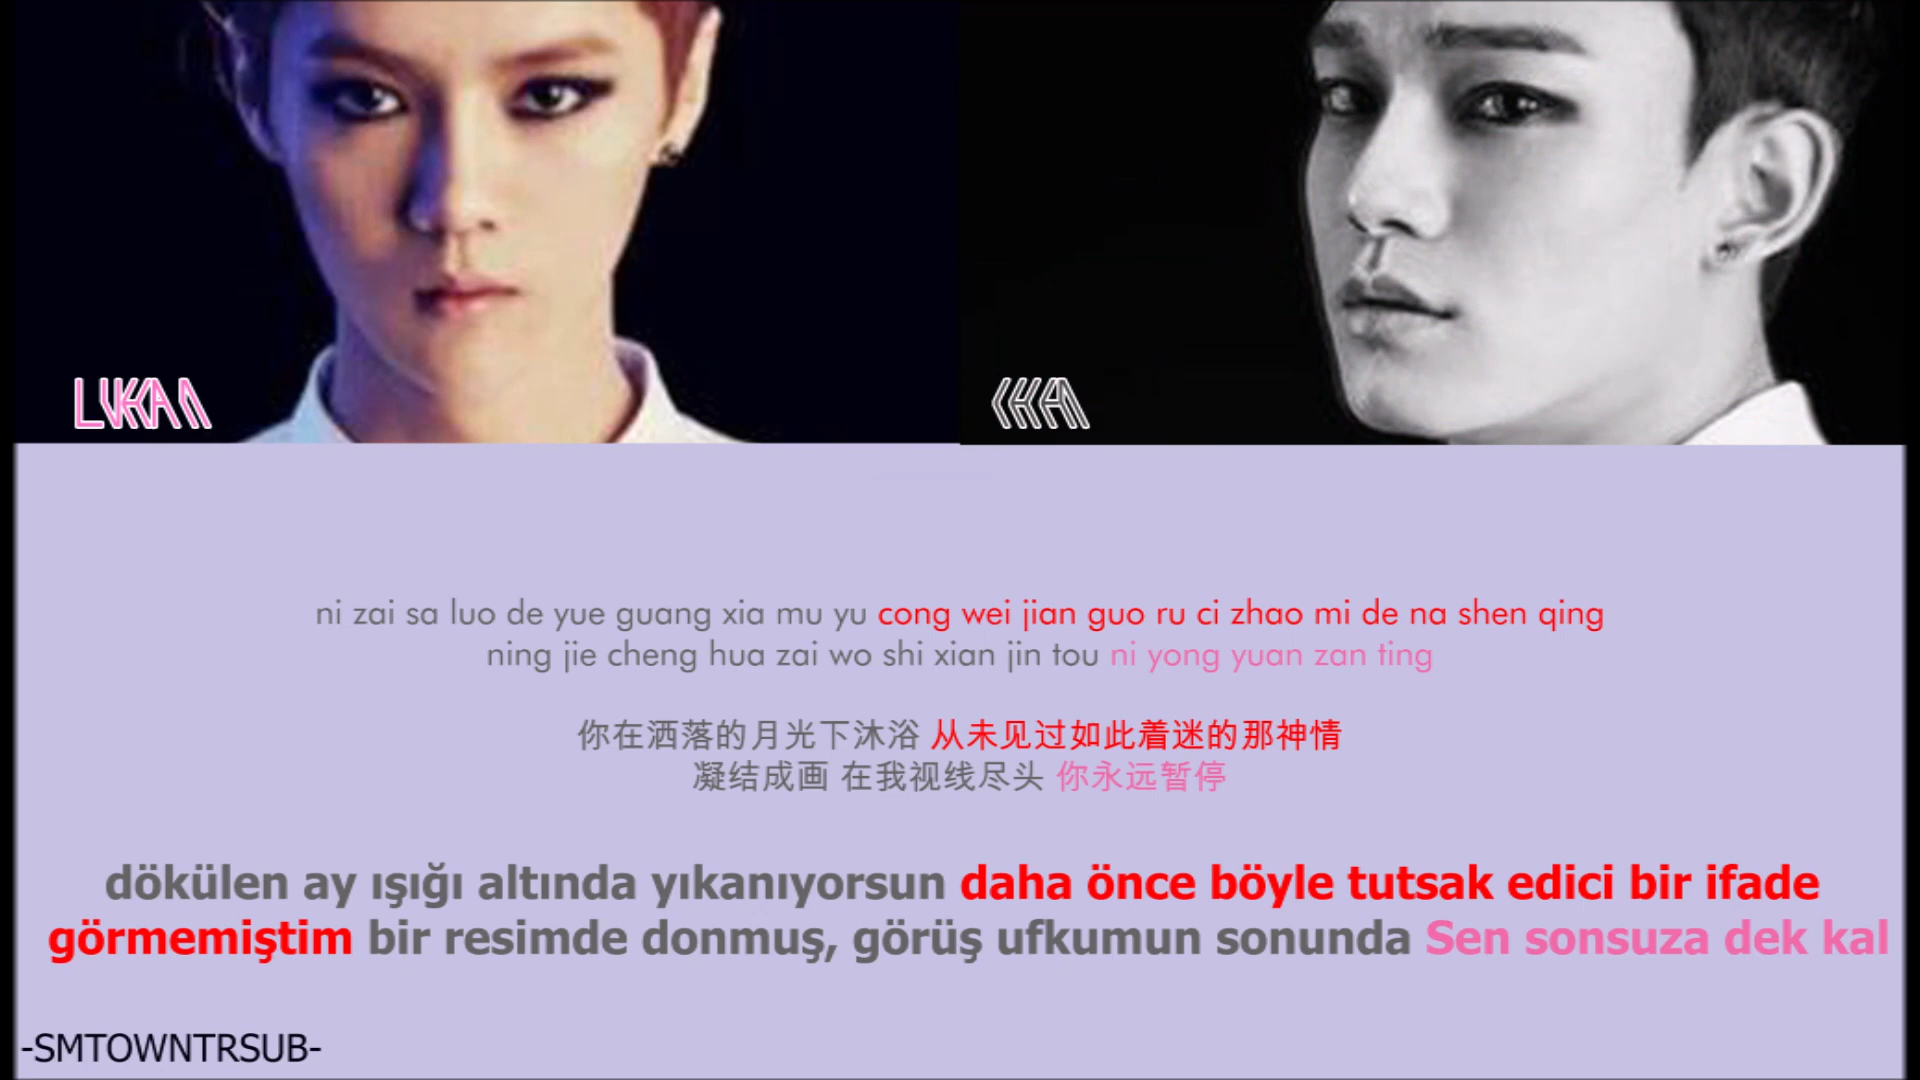 LUHAN
CHEN
ni zai sa luo de yue guang xia mu yu cong wei jian guo ru ci zhao mi de na shen qing
ning jie cheng hua zai wo shi xian jin tou ni yong yuan zan ting
你在洒落的月光下沐浴 从未见过如此着迷的那神情
凝结成画 在我视线尽头 你永远暂停
dökülen ay ışığı altında yıkanıyorsun daha önce böyle tutsak edici bir ifade
görmemiştim bir resimde donmuş, görüş ufkumun sonunda Sen sonsuza dek kal
-SMTOWNTRSUB-